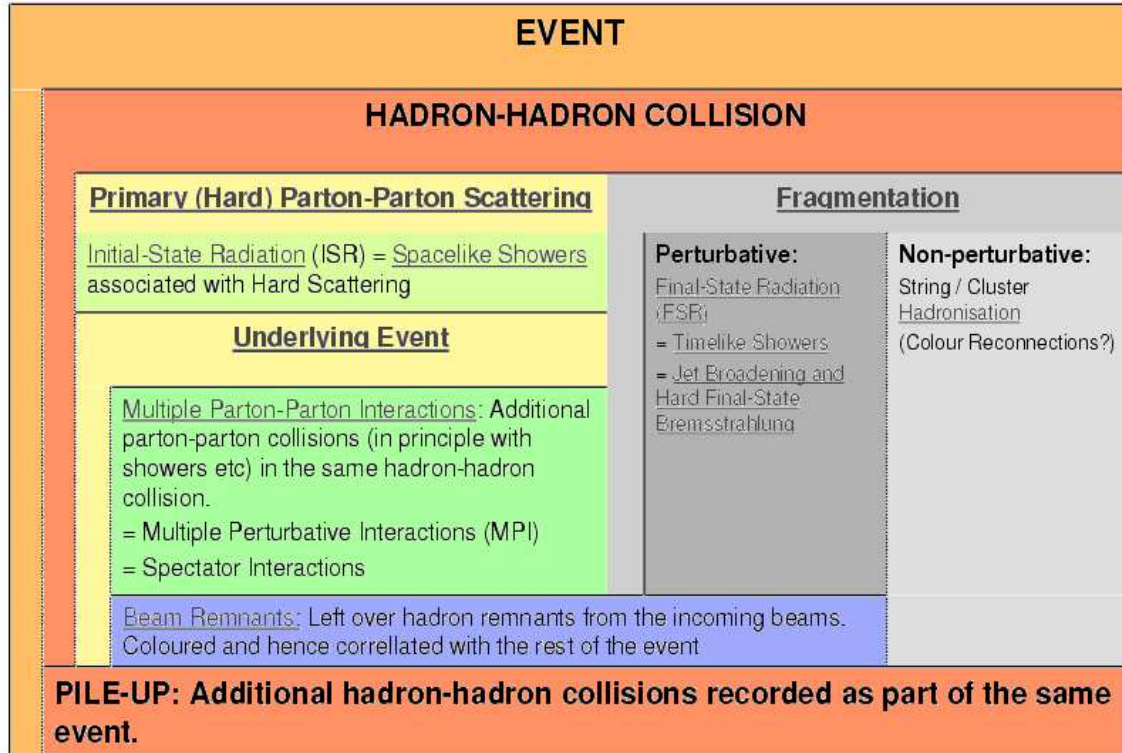 EVENT
HADRON-HADRON COLLISION
Primary (Hard) Parton-Parton Scattering
Initial-State Radiation (ISR) = Spacelike Showers
associated with Hard Scattering
Underlying Event
Multiple Parton-Parton Interactions: Additional
parton-parton collisions (in principle with
showers etc) in the same hadron-hadron
collision.
= Multiple Perturbative Interactions (MPI)
= Spectator Interactions
Fragmentation
Perturbative:
Final-State Radiation
(FSR)
= Timelike Showers
= Jet Broadening and
Hard Final-State
Bremsstrahlung
Non-perturbative:
String / Cluster
Hadronisation
(Colour Reconnections?)
Beam Remnants: Left over hadron remnants from the incoming beams.
Coloured and hence correllated with the rest of the event
PILE-UP: Additional hadron-hadron collisions recorded as part of the same
event.